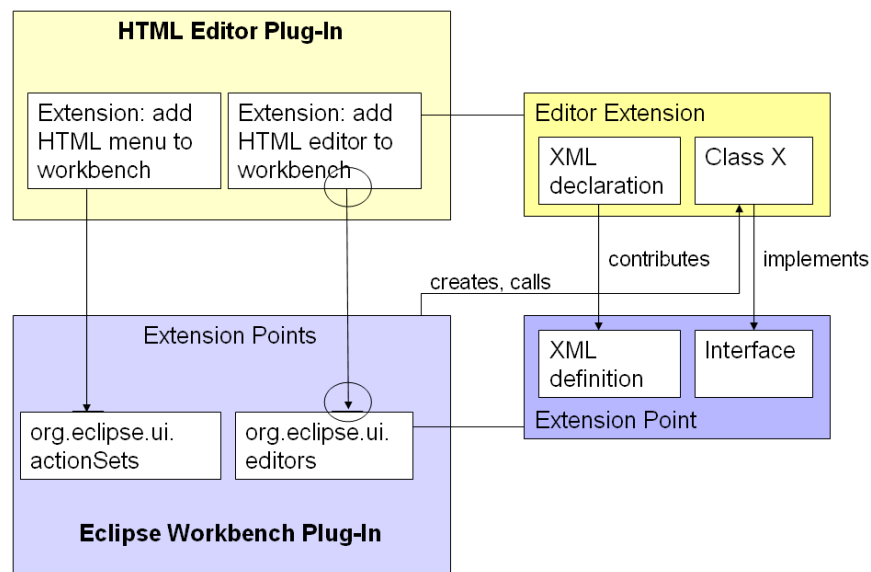 HTML Editor Plug-In
Extension: add
HTML menu to
workbench
Extension: add
HTML editor to
workbench
Editor Extension
XML
declaration
Class X
contributes
implements
creates, calls
Extension Points
XML
definition
Interface
Extension Point
org.eclipse.ui.
actionSets
org.eclipse.ui.
editors
Eclipse Workbench Plug-In